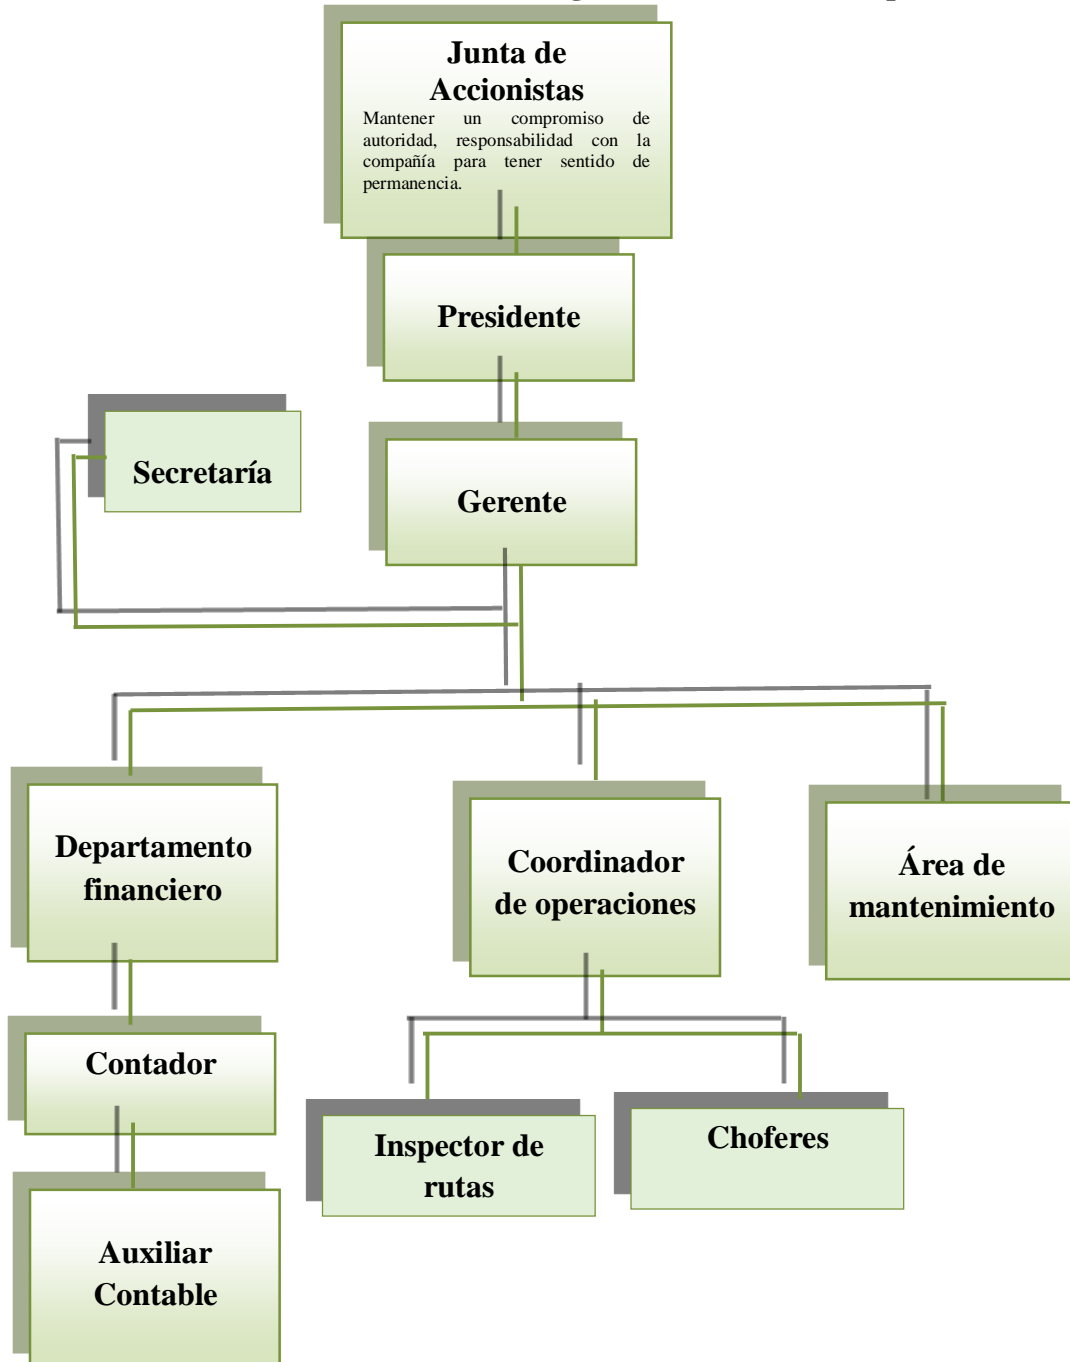 Junta de
Accionistas
Mantener un compromiso de
autoridad, responsabilidad con la
compañía para tener sentido de
permanencia.
Presidente
Secretaría
Gerente
Departamento
financiero
Coordinador
de operaciones
Área de
mantenimiento
Contador
Inspector de
rutas
Choferes
Auxiliar
Contable